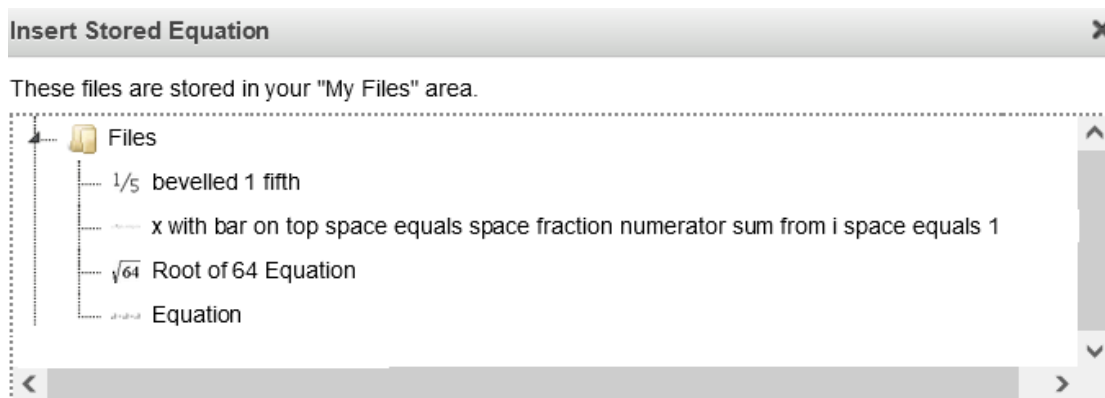 Insert Stored Equation
These files are stored in your "My Files" area.
Files
1/5 bevelled 1 fifth
x with bar on top space equals space fraction numerator sum from i space equals 1
√64 Root of 64 Equation
Equation